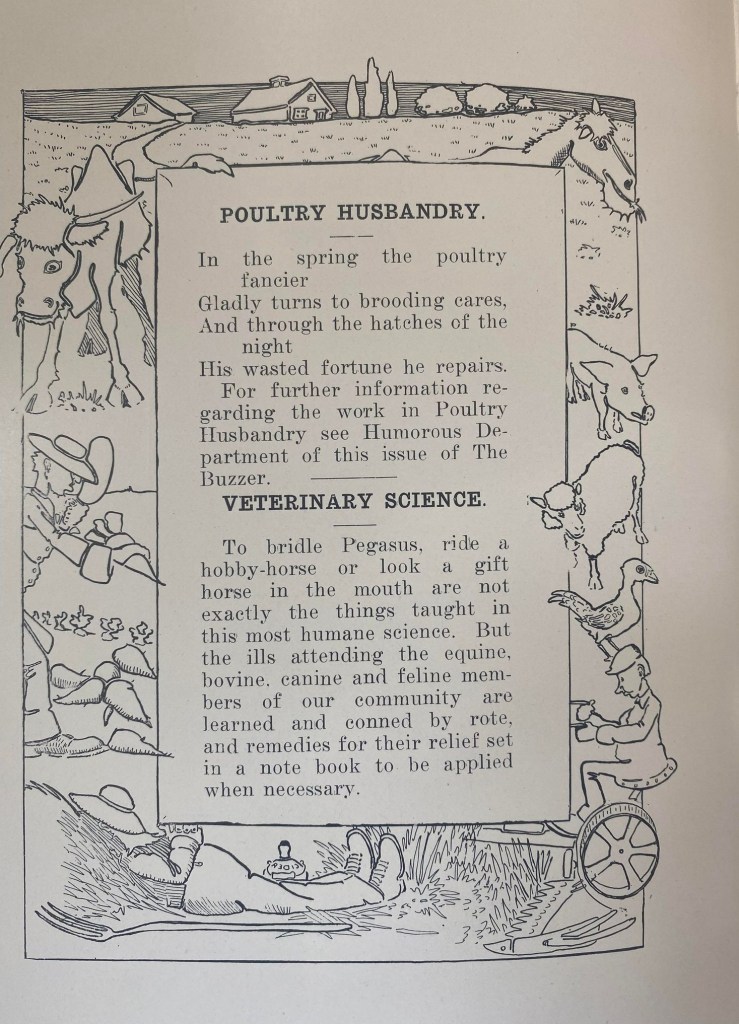 POULTRY HUSBANDRY.
In the spring the poultry
fancier
Gladly turns to brooding cares,
And through the hatches of the
night
His wasted fortune he repairs.
For further information re-
garding the work in Poultry
Husbandry see Humorous De-
partment of this issue of The
Buzzer.
VETERINARY SCIENCE.
To bridle Pegasus, ride a
hobby-horse or look a gift
horse in the mouth are not
exactly the things taught in
this most humane science. But
the ills attending the equine,
bovine, canine and feline mem-
bers of our community are
learned and conned by rote,
and remedies for their relief set
in a note book to be applied
when necessary.